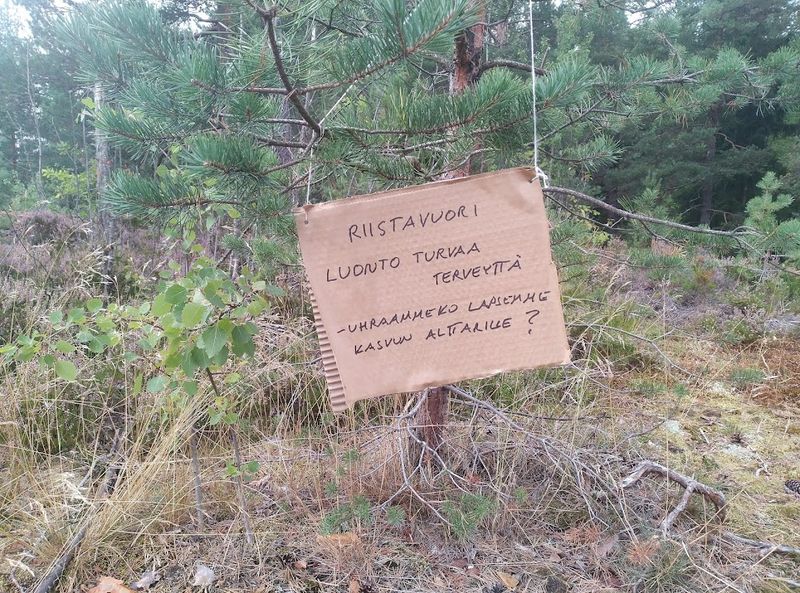 RIISTAVUORI
LUONTO TURVAA
TERVEYTTÄ
-UHRAAMMEKO LAPSEMME
KASVUN ALTTARILLE ?